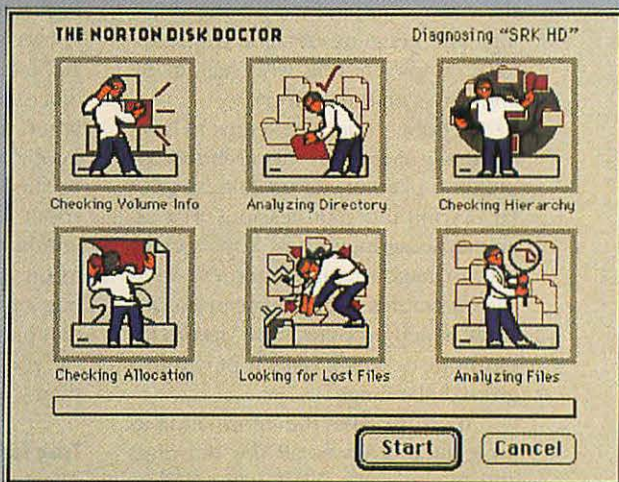 THE NORTON DISK DOCTOR Diagnosing “SRK HD”
Checking Volume Info Analyzing Directory Checking Hierarchy
Checking Allocation Looking for Lost Files Analyzing Files
Start Cancel